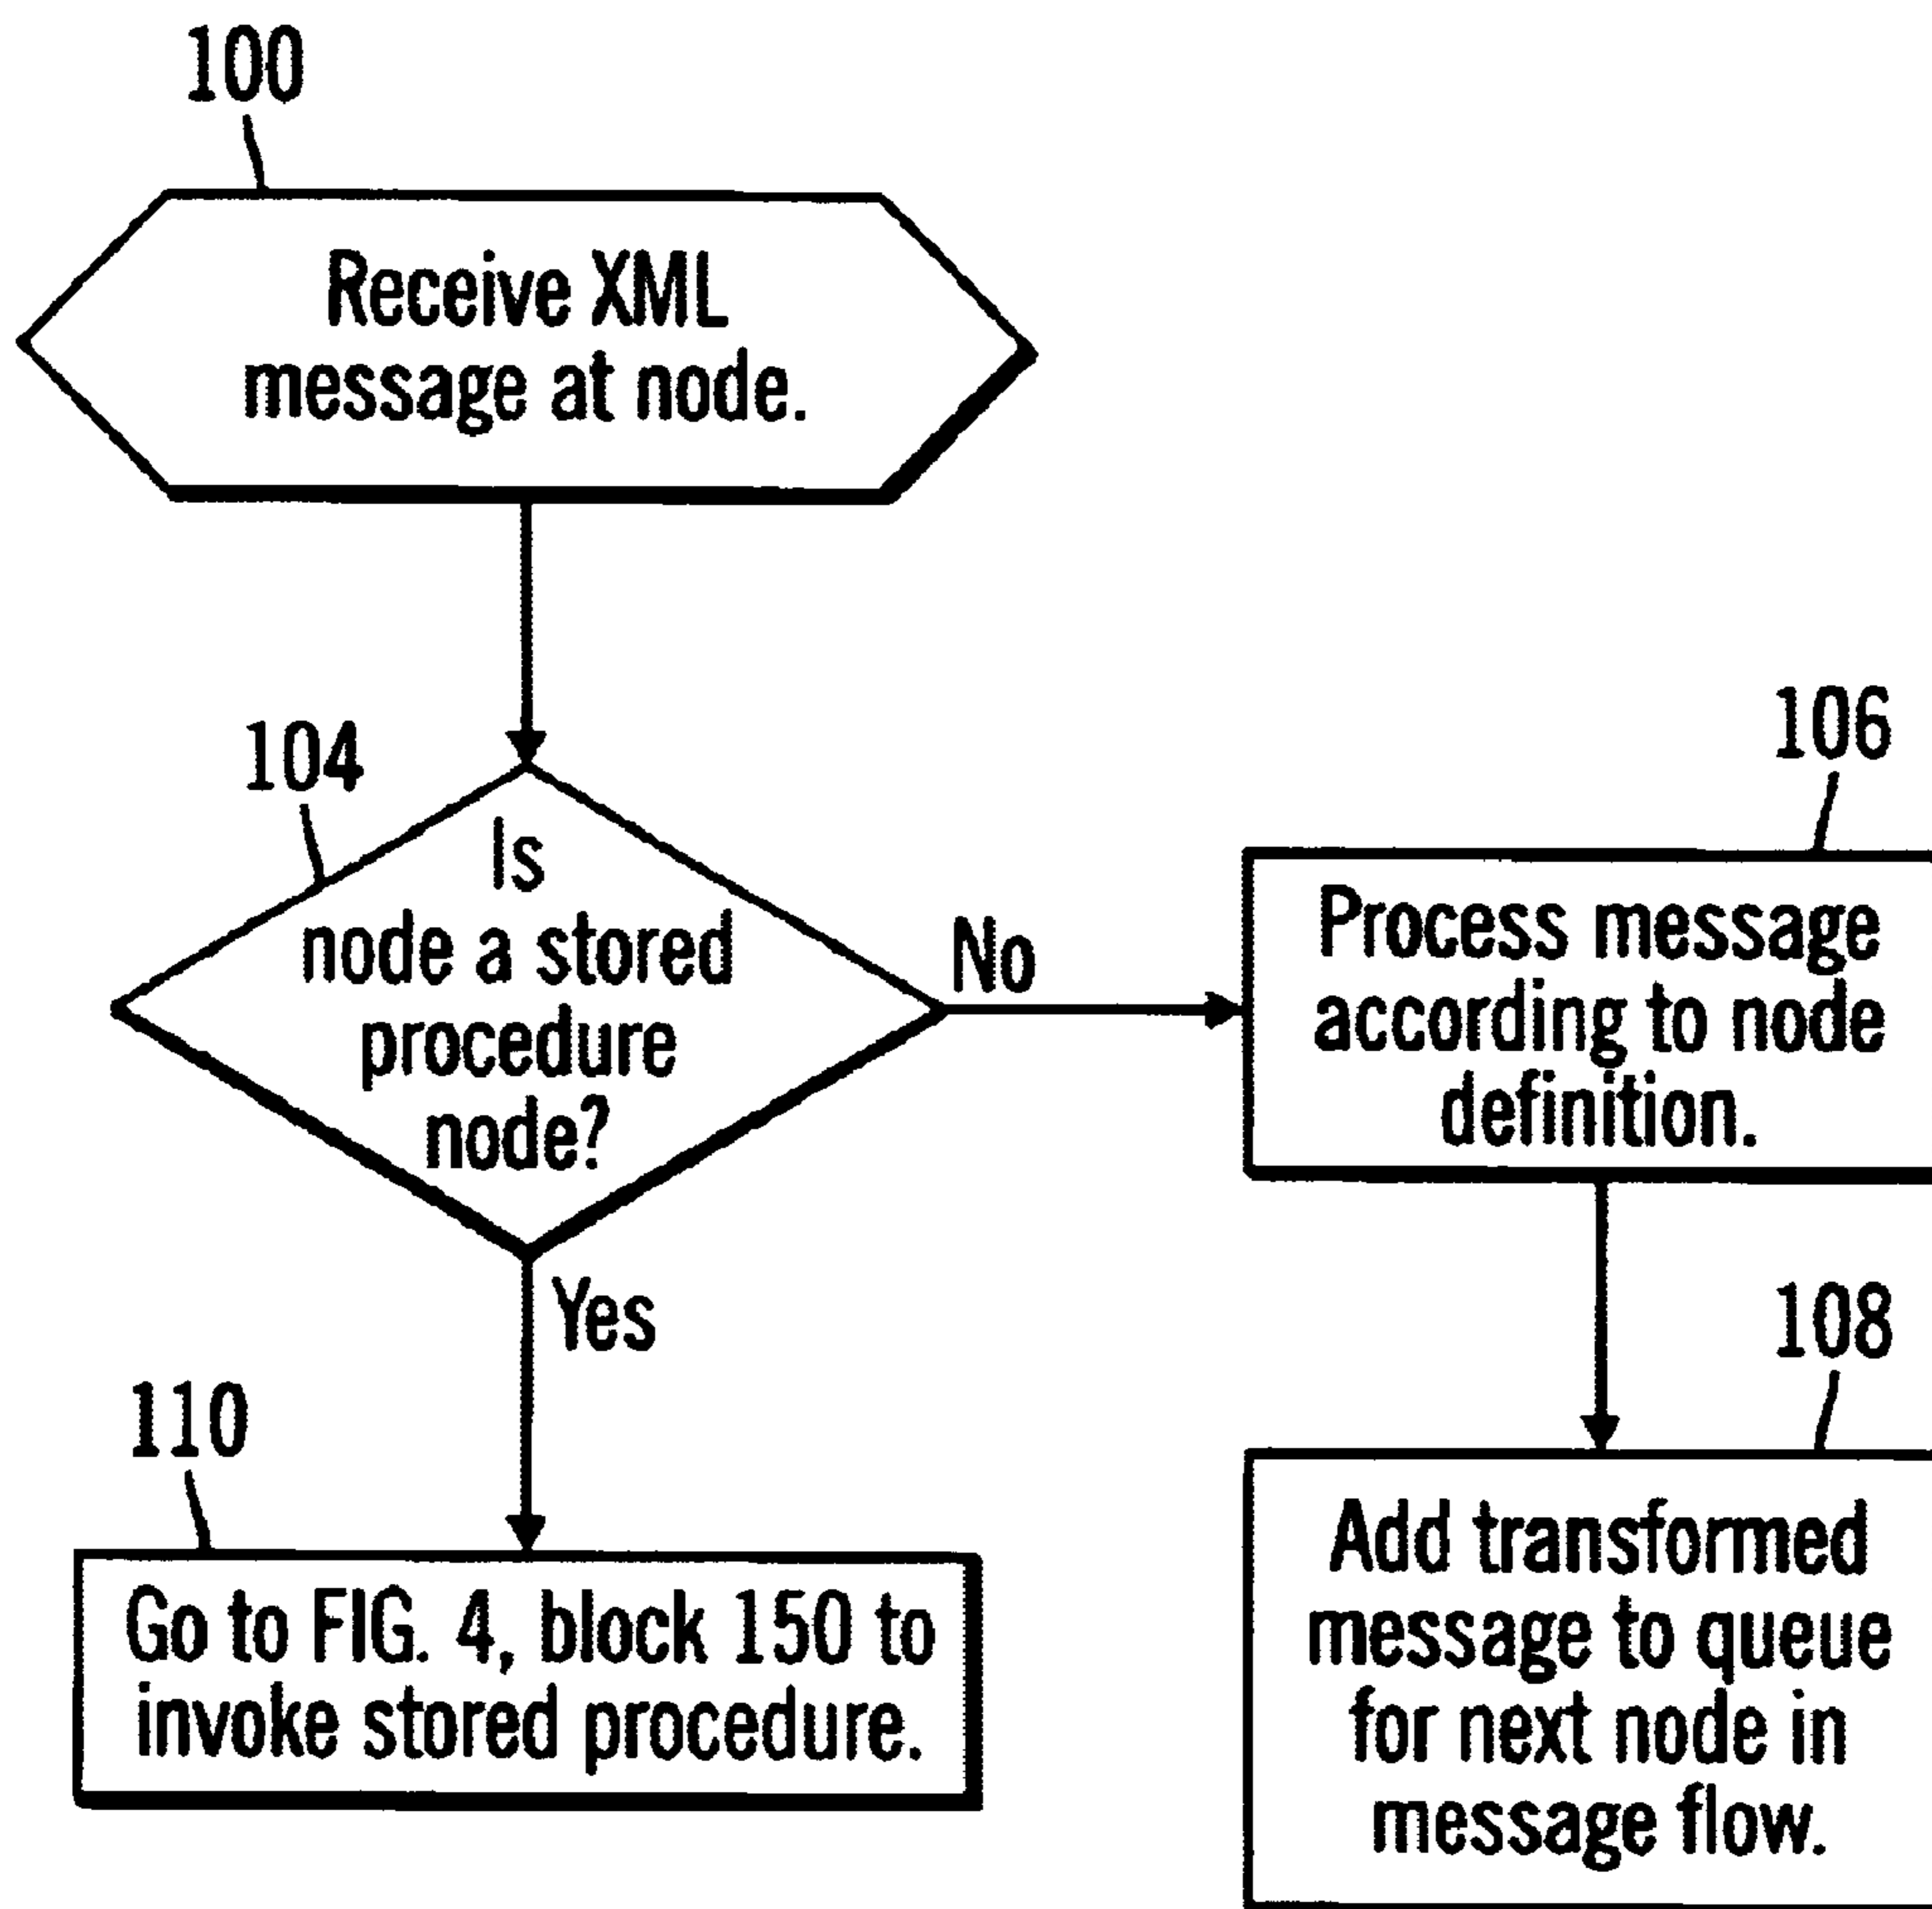 100
Receive XML
message at node.
104
Is
node a stored
procedure
node?
No
Yes
106
Process message
according to node
definition.
108
Add transformed
message to queue
for next node in
message flow.
110
Go to FIG. 4, block 150 to
invoke stored procedure.